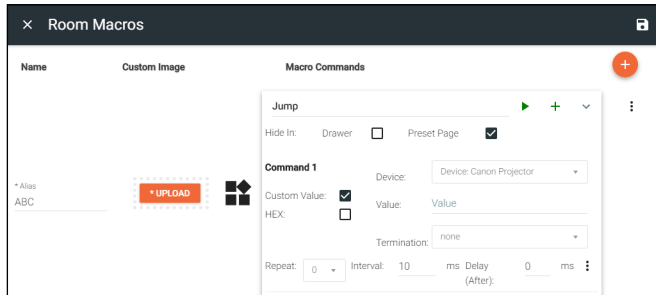 × Room Macros
Name Custom Image Macro Commands
+
Jump
Hide In: Drawer Preset Page
Command 1
Device: Device: Canon Projector
* Alias
ABC
* UPLOAD
Custom Value:
HEX:
Value: Value
Termination: none
Repeat: 0 Interval: 10 ms Delay (After): 0 ms